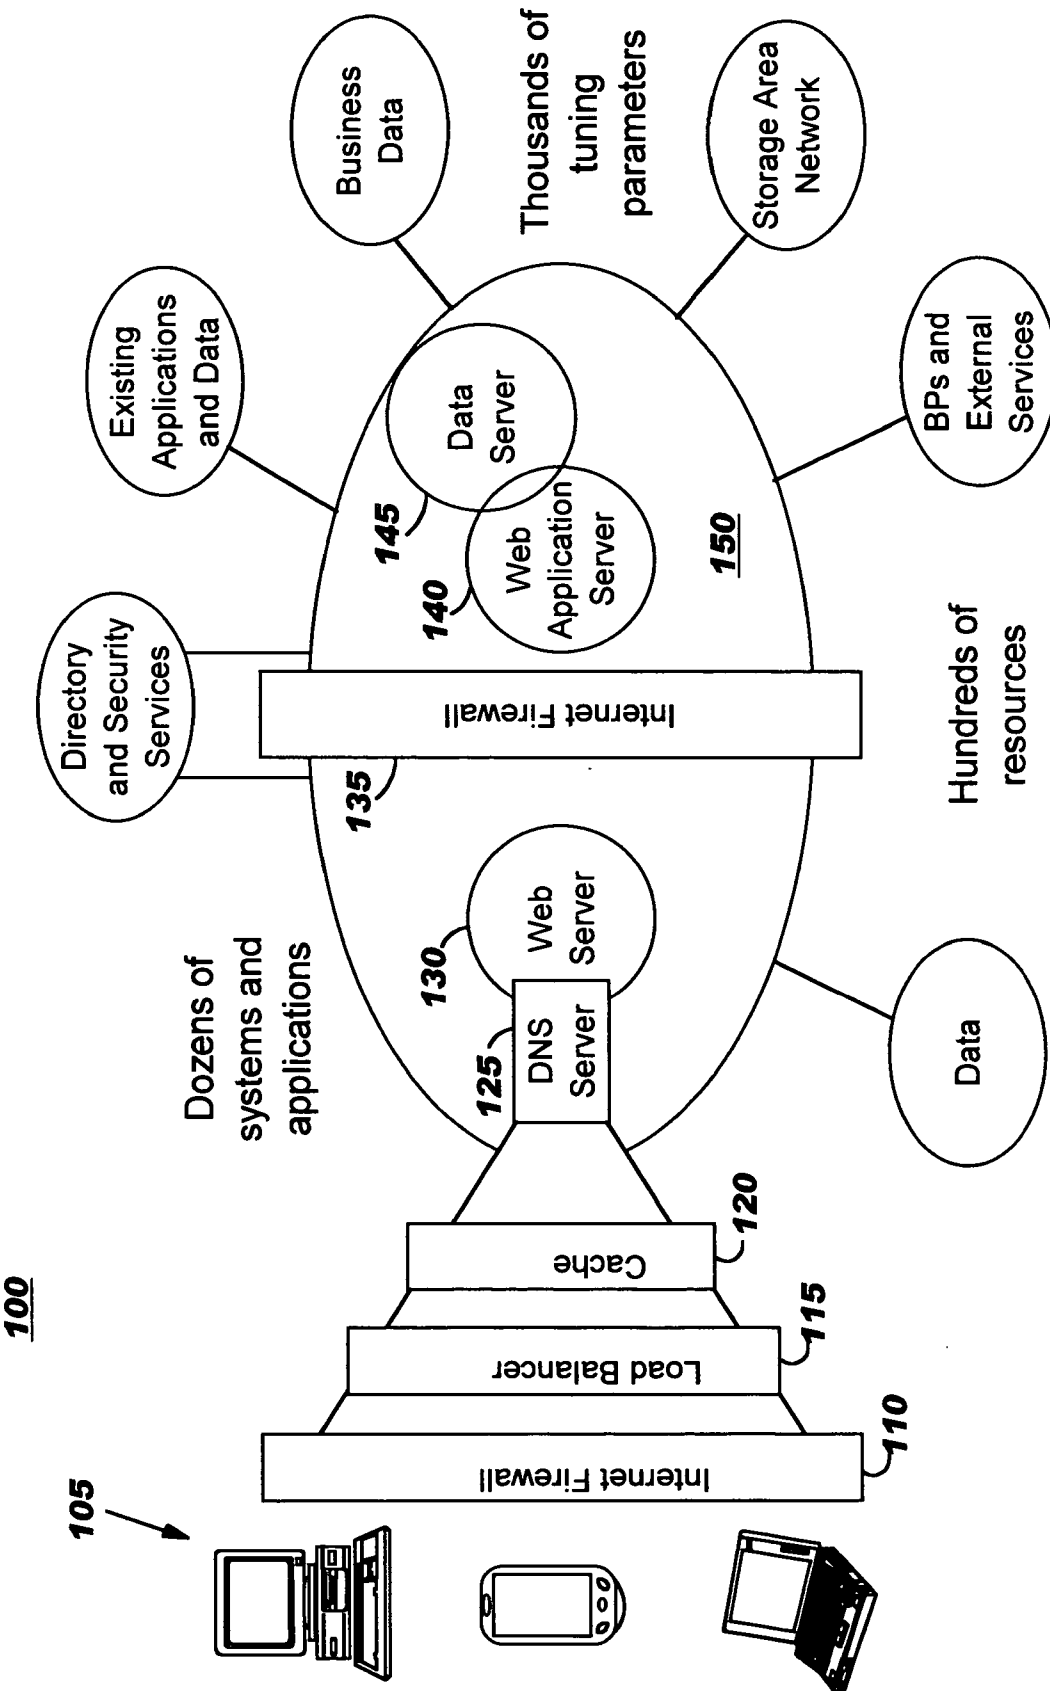 100
105
Internet Firewall
110
Load Balancer
115
Cache
120
Dozens of
systems and
applications
DNS
Server
125
Web
Server
130
Internet Firewall
135
Directory
and Security
Services
Web
Application
Server
140
Data
Server
145
150
Existing
Applications
and Data
Business
Data
Thousands of
tuning
parameters
Storage Area
Network
BPs and
External
Services
Hundreds of
resources
Data